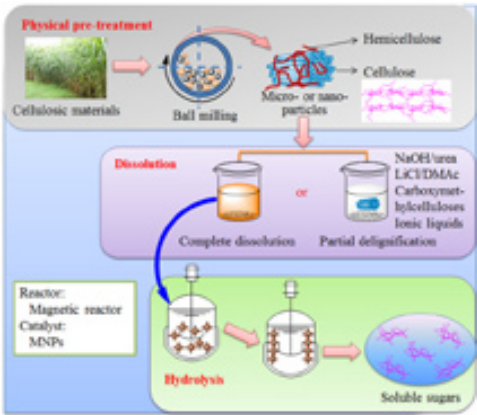 Physical pre-treatment
Hemicellulose
Cellulose
Cellulosic materials
Ball milling
Micro- or nano-
particles
Dissolution
NaOH/urea
LiCl/DMAc
Carboxymet-
hylcelluloses
Ionic liquids
or
Complete dissolution
Partial delignification
Reactor:
Magnetic reactor
Catalyst:
MNPs
Hydrolysis
Soluble sugars